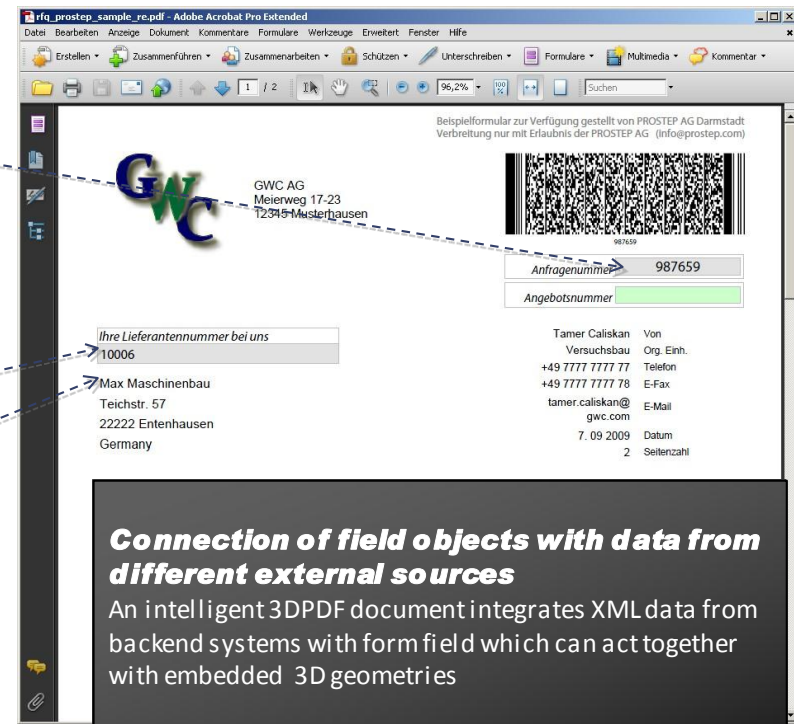 rfq_prostep_sample_re.pdf - Adobe Acrobat Pro Extended
Datei Bearbeiten Anzeige Dokument Kommentare Formulare Werkzeuge Erweitert Fenster Hilfe
Erstellen Zusammenführen Zusammenarbeiten Schützen Unterschreiben Formulare Multimedia Kommentar
1 / 2 96,2% Suchen
Beispielformular zur Verfügung gestellt von PROSTEP AG Darmstadt
Verbreitung nur mit Erlaubnis der PROSTEP AG (Info@prostep.com)
GWC
GWC AG
Meierweg 17-23
12345 Musterhausen
987659
Anfragenummer 987659
Angebotsnummer
Ihre Lieferantennummer bei uns
10006
Max Maschinenbau
Teichstr. 57
22222 Entenhausen
Germany
Tamer Caliskan Von
Versuchsbau Org. Einh.
+49 7777 7777 77 Telefon
+49 7777 7777 78 E-Fax
tamer.caliskan@ E-Mail
gwc.com
7. 09 2009 Datum
2 Seitenzahl
Connection of field objects with data from
different external sources
An intelligent 3DPDF document integrates XML data from
backend systems with form field which can act together
with embedded 3D geometries